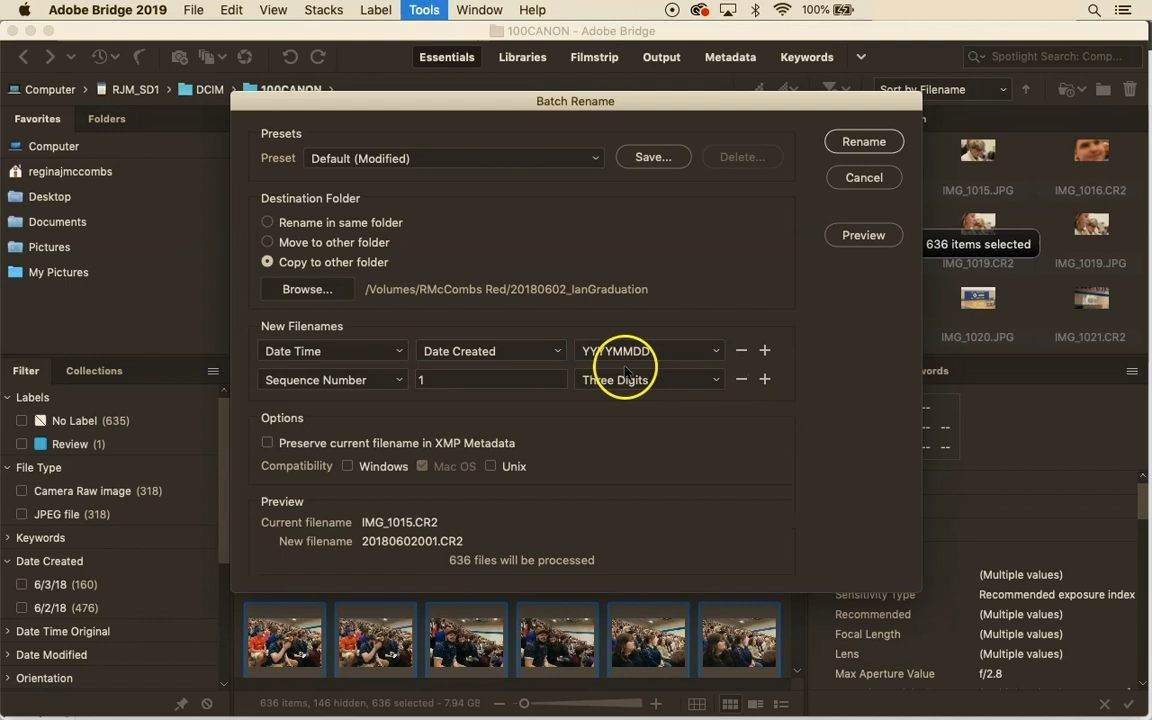 Adobe Bridge 2019 File Edit View Stacks Label Tools Window Help 100%
100CANON - Adobe Bridge
Essentials Libraries Filmstrip Output Metadata Keywords Spotlight Search: Comp...
Computer RJM_SD1 DCIM 100CANON Sort by Filename
Favorites Folders
Computer
reginajmccombs
Desktop
Documents
Pictures
My Pictures
Batch Rename
Presets
Preset Default (Modified) Save... Delete...
Rename
Cancel
Preview
Destination Folder
Rename in same folder
Move to other folder
Copy to other folder
Browse... /Volumes/RMcCombs Red/20180602_IanGraduation
New Filenames
Date Time Date Created YYYYMMDD
Sequence Number 1 Three Digits
Options
Preserve current filename in XMP Metadata
Compatibility Windows Mac OS Unix
Preview
Current filename IMG_1015.CR2
New filename 20180602001.CR2
636 files will be processed
IMG_1015.JPG IMG_1016.CR2
636 items selected
IMG_1019.CR2 IMG_1019.JPG
IMG_1020.JPG IMG_1021.CR2
Filter Collections
Labels
No Label (635)
Review (1)
File Type
Camera Raw image (318)
JPEG file (318)
Keywords
Date Created
6/3/18 (160)
6/2/18 (476)
Date Time Original
Date Modified
Orientation
--
-- --
-- --
(Multiple values)
Sensitivity Type Recommended exposure index
Recommended (Multiple values)
Focal Length (Multiple values)
Lens (Multiple values)
Max Aperture Value f/2.8
636 items, 146 hidden, 636 selected - 7.94 GB